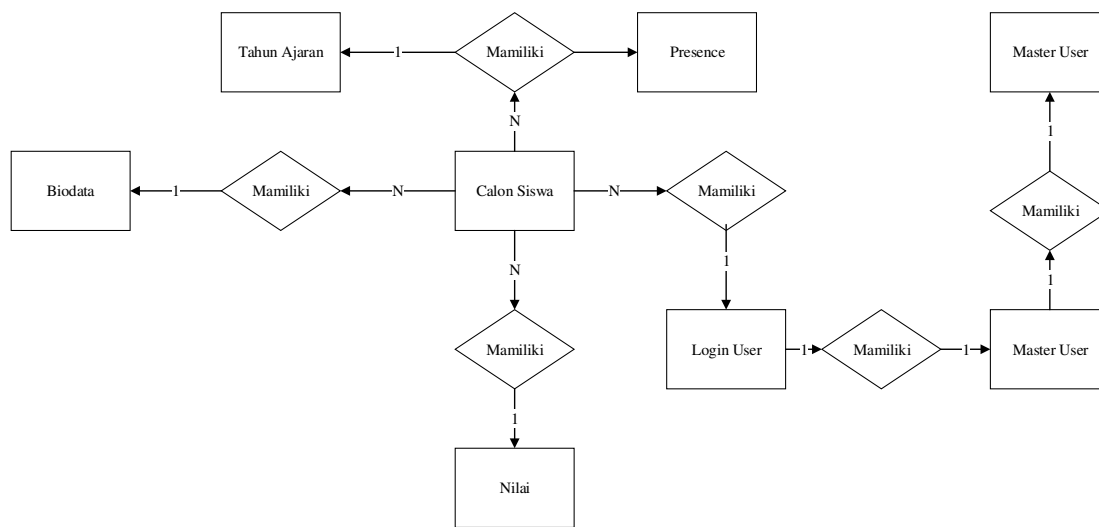 Tahun Ajaran
1
Mamiliki
Presence
Master User
N
1
Biodata
1
Mamiliki
N
Calon Siswa
N
Mamiliki
Mamiliki
N
1
1
Mamiliki
Login User
1
Mamiliki
1
Master User
1
Nilai